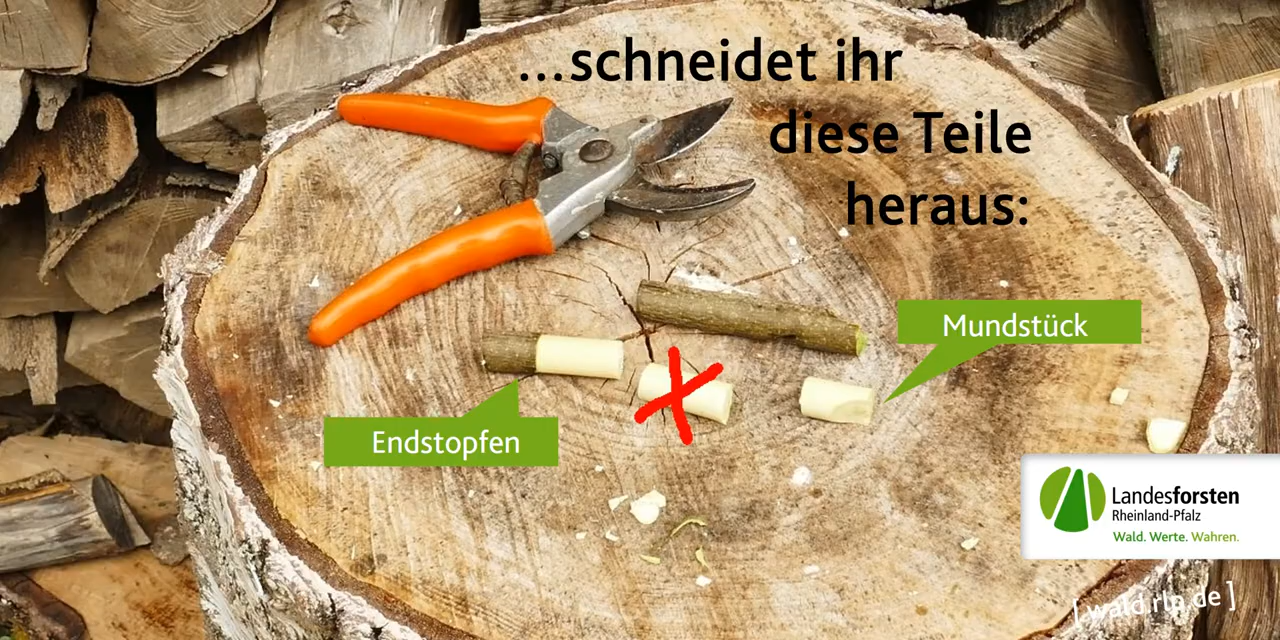 ...schneidet ihr
diese Teile
heraus:
Mundstück
Endstopfen
Landesforsten
Rheinland-Pfalz
Wald. Werte. Wahren.
[ wald.rlp.de ]